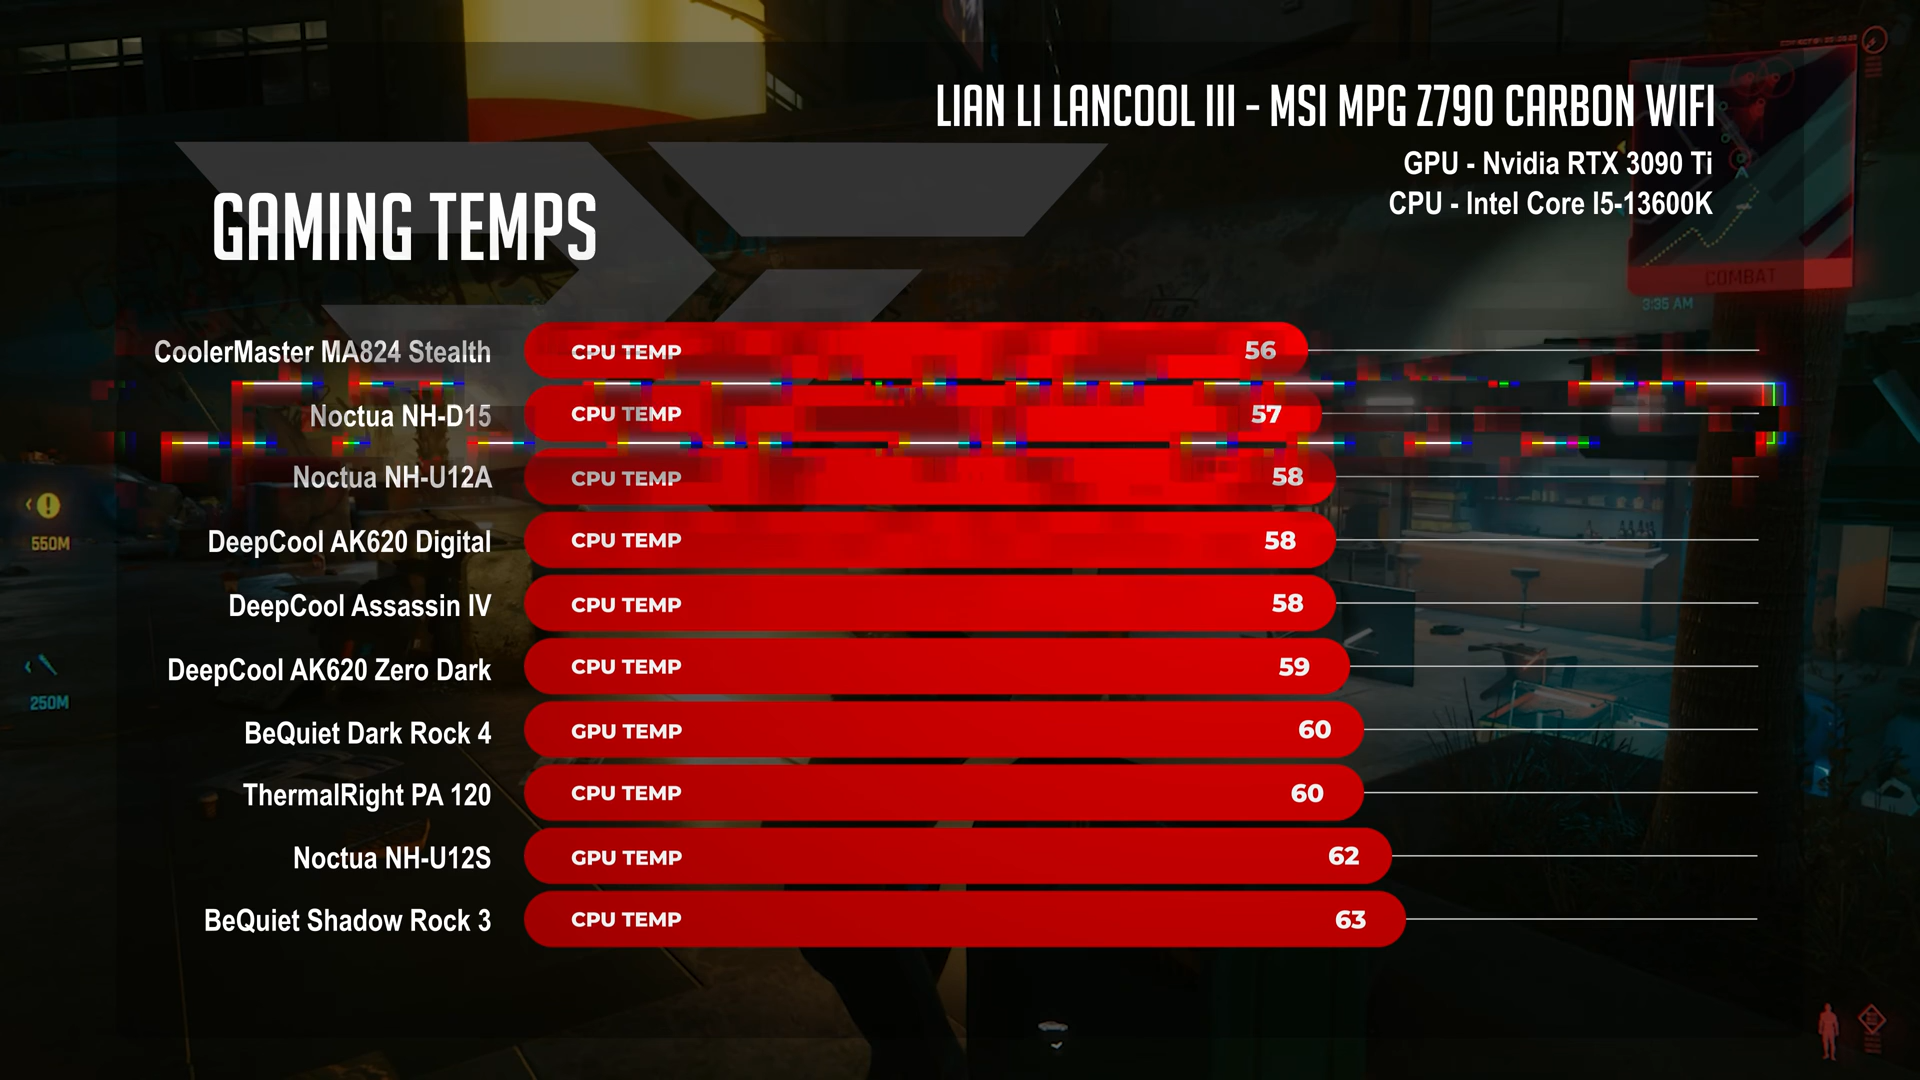 LIAN LI LANCOOL III - MSI MPG Z790 CARBON WIFI
GPU - Nvidia RTX 3090 Ti
CPU - Intel Core I5-13600K
GAMING TEMPS
COMBAT
3:35 AM
CoolerMaster MA824 Stealth CPU TEMP 56
Noctua NH-D15 CPU TEMP 57
Noctua NH-U12A CPU TEMP 58
DeepCool AK620 Digital CPU TEMP 58
DeepCool Assassin IV CPU TEMP 58
DeepCool AK620 Zero Dark CPU TEMP 59
BeQuiet Dark Rock 4 GPU TEMP 60
ThermalRight PA 120 CPU TEMP 60
Noctua NH-U12S GPU TEMP 62
BeQuiet Shadow Rock 3 CPU TEMP 63
550M
250M